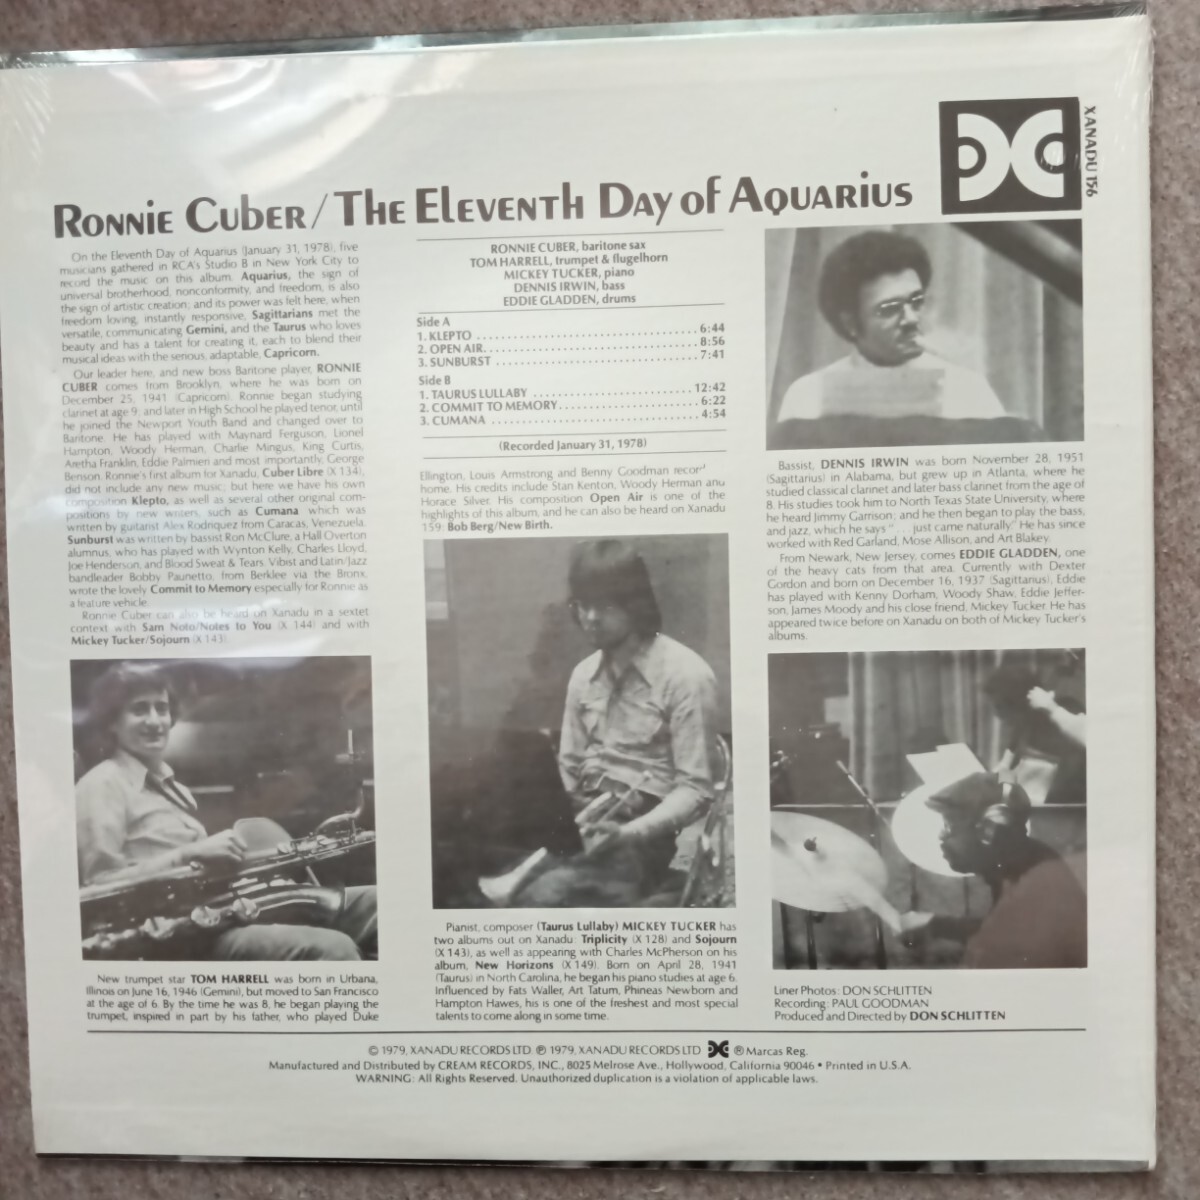 XANADU 156
RONNIE CUBER / THE ELEVENTH DAY OF AQUARIUS
On the Eleventh Day of Aquarius (January 31, 1978), five
musicians gathered in RCA's Studio B in New York City to
record the music on this album. Aquarius, the sign of
universal brotherhood, nonconformity, and freedom, is also
the sign of artistic creation; and its power was felt here, when
freedom loving, instantly responsive, Sagittarians met the
versatile, communicating Gemini, and the Taurus who loves
beauty and has a talent for creating it, each to blend their
musical ideas with the serious, adaptable, Capricorn.
Our leader here, and new boss Baritone player, RONNIE
CUBER comes from Brooklyn, where he was born on
December 25, 1941 (Capricorn). Ronnie began studying
clarinet at age 9, and later in High School he played tenor, until
he joined the Newport Youth Band and changed over to
Baritone. He has played with Maynard Ferguson, Lionel
Hampton, Woody Herman, Charlie Mingus, King Curtis,
Aretha Franklin, Eddie Palmieri and most importantly, George
Benson. Ronnie's first album for Xanadu, Cuber Libre (X 134),
did not include any new music; but here we have his own
composition Klepto, as well as several other original com-
positions by new writers, such as Cumana which was
written by guitarist Alex Rodriquez from Caracas, Venezuela.
Sunburst was written by bassist Ron McClure, a Hall Overton
alumnus, who has played with Wynton Kelly, Charles Lloyd,
Joe Henderson, and Blood Sweat & Tears. Vibist and Latin/Jazz
bandleader Bobby Paunetto, from Berklee via the Bronx,
wrote the lovely Commit to Memory especially for Ronnie as
a feature vehicle.
Ronnie Cuber can also be heard on Xanadu in a sextet
context with Sam Noto/Notes to You (X 144) and with
Mickey Tucker/Sojourn (X 143).
New trumpet star TOM HARRELL was born in Urbana,
Illinois on June 16, 1946 (Gemini), but moved to San Francisco
at the age of 6. By the time he was 8, he began playing the
trumpet, inspired in part by his father, who played Duke
RONNIE CUBER, baritone sax
TOM HARRELL, trumpet & flugelhorn
MICKEY TUCKER, piano
DENNIS IRWIN, bass
EDDIE GLADDEN, drums
Side A
1. KLEPTO 6:44
2. OPEN AIR 8:56
3. SUNBURST 7:41
Side B
1. TAURUS LULLABY 12:42
2. COMMIT TO MEMORY 6:22
3. CUMANA 4:54
(Recorded January 31, 1978)
Ellington, Louis Armstrong and Benny Goodman recor
home. His credits include Stan Kenton, Woody Herman and
Horace Silver. His composition Open Air is one of the
highlights of this album, and he can also be heard on Xanadu
159: Bob Berg/New Birth.
Pianist, composer (Taurus Lullaby) MICKEY TUCKER has
two albums out on Xanadu: Triplicity (X 128) and Sojourn
(X 143), as well as appearing with Charles McPherson on his
album, New Horizons (X 149). Born on April 28, 1941
(Taurus) in North Carolina, he began his piano studies at age 6.
Influenced by Fats Waller, Art Tatum, Phineas Newborn and
Hampton Hawes, his is one of the freshest and most special
talents to come along in some time.
Bassist, DENNIS IRWIN was born November 28, 1951
(Sagittarius) in Alabama, but grew up in Atlanta, where he
studied classical clarinet and later bass clarinet from the age of
8. His studies took him to North Texas State University, where
he heard Jimmy Garrison; and he then began to play the bass,
and jazz, which he says "... just came naturally." He has since
worked with Red Garland, Mose Allison, and Art Blakey.
From Newark, New Jersey, comes EDDIE GLADDEN, one
of the heavy cats from that area. Currently with Dexter
Gordon and born on December 16, 1937 (Sagittarius), Eddie
has played with Kenny Dorham, Woody Shaw, Eddie Jeffer-
son, James Moody and his close friend, Mickey Tucker. He has
appeared twice before on Xanadu on both of Mickey Tucker's
albums.
Liner Photos: DON SCHLITTEN
Recording: PAUL GOODMAN
Produced and Directed by DON SCHLITTEN
© 1979, XANADU RECORDS LTD. ℗ 1979, XANADU RECORDS LTD ® Marcas Reg.
Manufactured and Distributed by CREAM RECORDS, INC., 8025 Melrose Ave., Hollywood, California 90046 • Printed in U.S.A.
WARNING: All Rights Reserved. Unauthorized duplication is a violation of applicable laws.